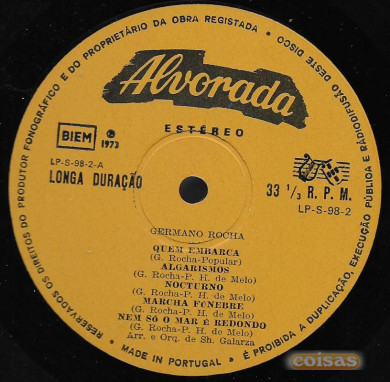 RESERVADOS OS DIREITOS DO PRODUTOR FONOGRÁFICO E DO PROPRIETÁRIO DA OBRA REGISTADA. • É PROIBIDA A DUPLICAÇÃO, EXECUÇÃO PÚBLICA E RADIODIFUSÃO DESTE DISCO
Alvorada
ESTÉREO
BIEM
℗ 1973
LP-S-98-2-A
LONGA DURAÇÃO
33 1/3 R. P. M.
LP-S-98-2
GERMANO ROCHA
QUEM EMBARCA
(G. Rocha-Popular)
ALGARISMOS
(G. Rocha-P. H. de Melo)
NOCTURNO
(G. Rocha-P. H. de Melo)
MARCHA FÚNEBRE
(G. Rocha-P. H. de Melo)
NEM SÓ O MAR É REDONDO
(G. Rocha-P. H. de Melo)
Arr. e Orq. de Sh. Galarza
• MADE IN PORTUGAL •
coisas